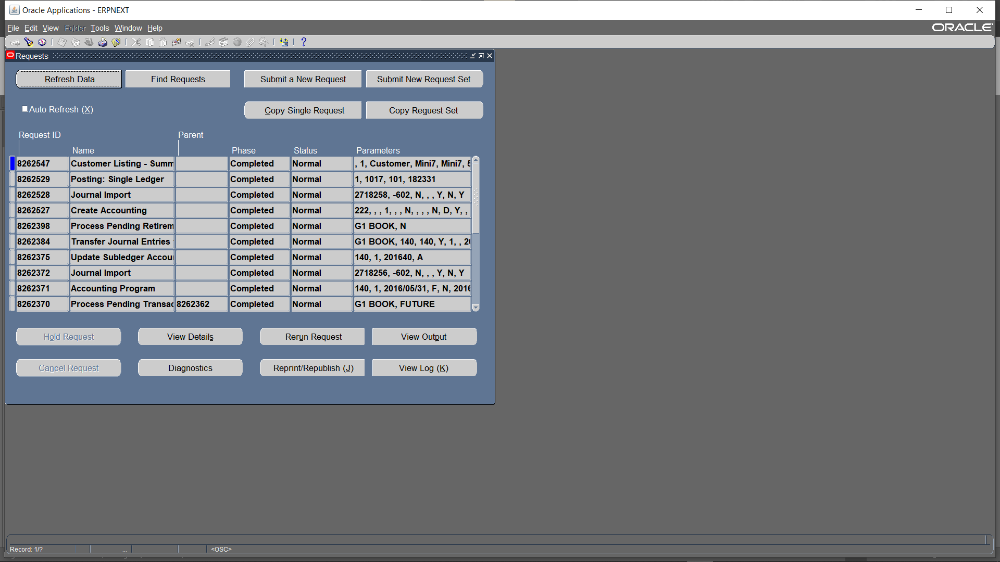 Oracle Applications - ERPNEXT
File Edit View Folder Tools Window Help
ORACLE
Requests
Refresh Data Find Requests Submit a New Request Submit New Request Set
Auto Refresh (X) Copy Single Request Copy Request Set
Request ID Parent
Name Phase Status Parameters
8262547 Customer Listing - Summ Completed Normal , 1, Customer, Mini7, Mini7, 5
8262529 Posting: Single Ledger Completed Normal 1, 1017, 101, 182331
8262528 Journal Import Completed Normal 2718258, -602, N, , , Y, N, Y
8262527 Create Accounting Completed Normal 222, , , 1, , , N, , , , N, D, Y, ,
8262398 Process Pending Retirem Completed Normal G1 BOOK, N
8262384 Transfer Journal Entries Completed Normal G1 BOOK, 140, 140, Y, 1, , 20
8262375 Update Subledger Accou Completed Normal 140, 1, 201640, A
8262372 Journal Import Completed Normal 2718256, -602, N, , , Y, N, Y
8262371 Accounting Program Completed Normal 140, 1, 2016/05/31, F, N, 2016
8262370 Process Pending Transac 8262362 Completed Normal G1 BOOK, FUTURE
Hold Request View Details Rerun Request View Output
Cancel Request Diagnostics Reprint/Republish (J) View Log (K)
Record: 1/? ... <OSC>